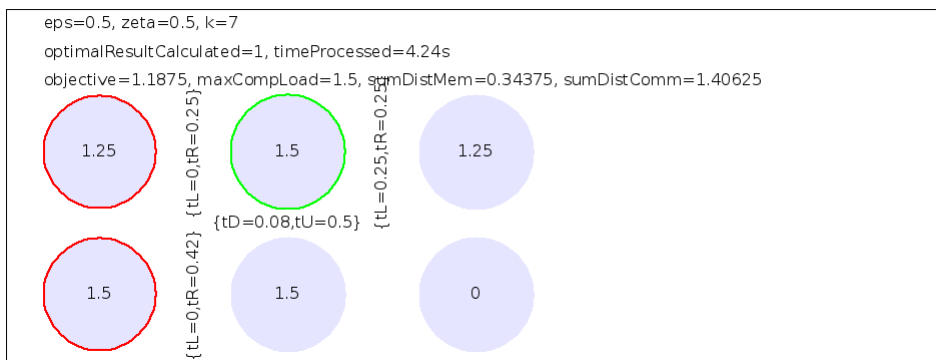 eps=0.5, zeta=0.5, k=7
optimalResultCalculated=1, timeProcessed=4.24s
objective=1.1875, maxCompLoad=1.5, sumDistMem=0.34375, sumDistComm=1.40625
1.25
{tL=0,tR=0.25}
1.5
{tL=0.25,tR=0.25}
1.25
{tD=0.08,tU=0.5}
1.5
{tL=0,tR=0.42}
1.5
0